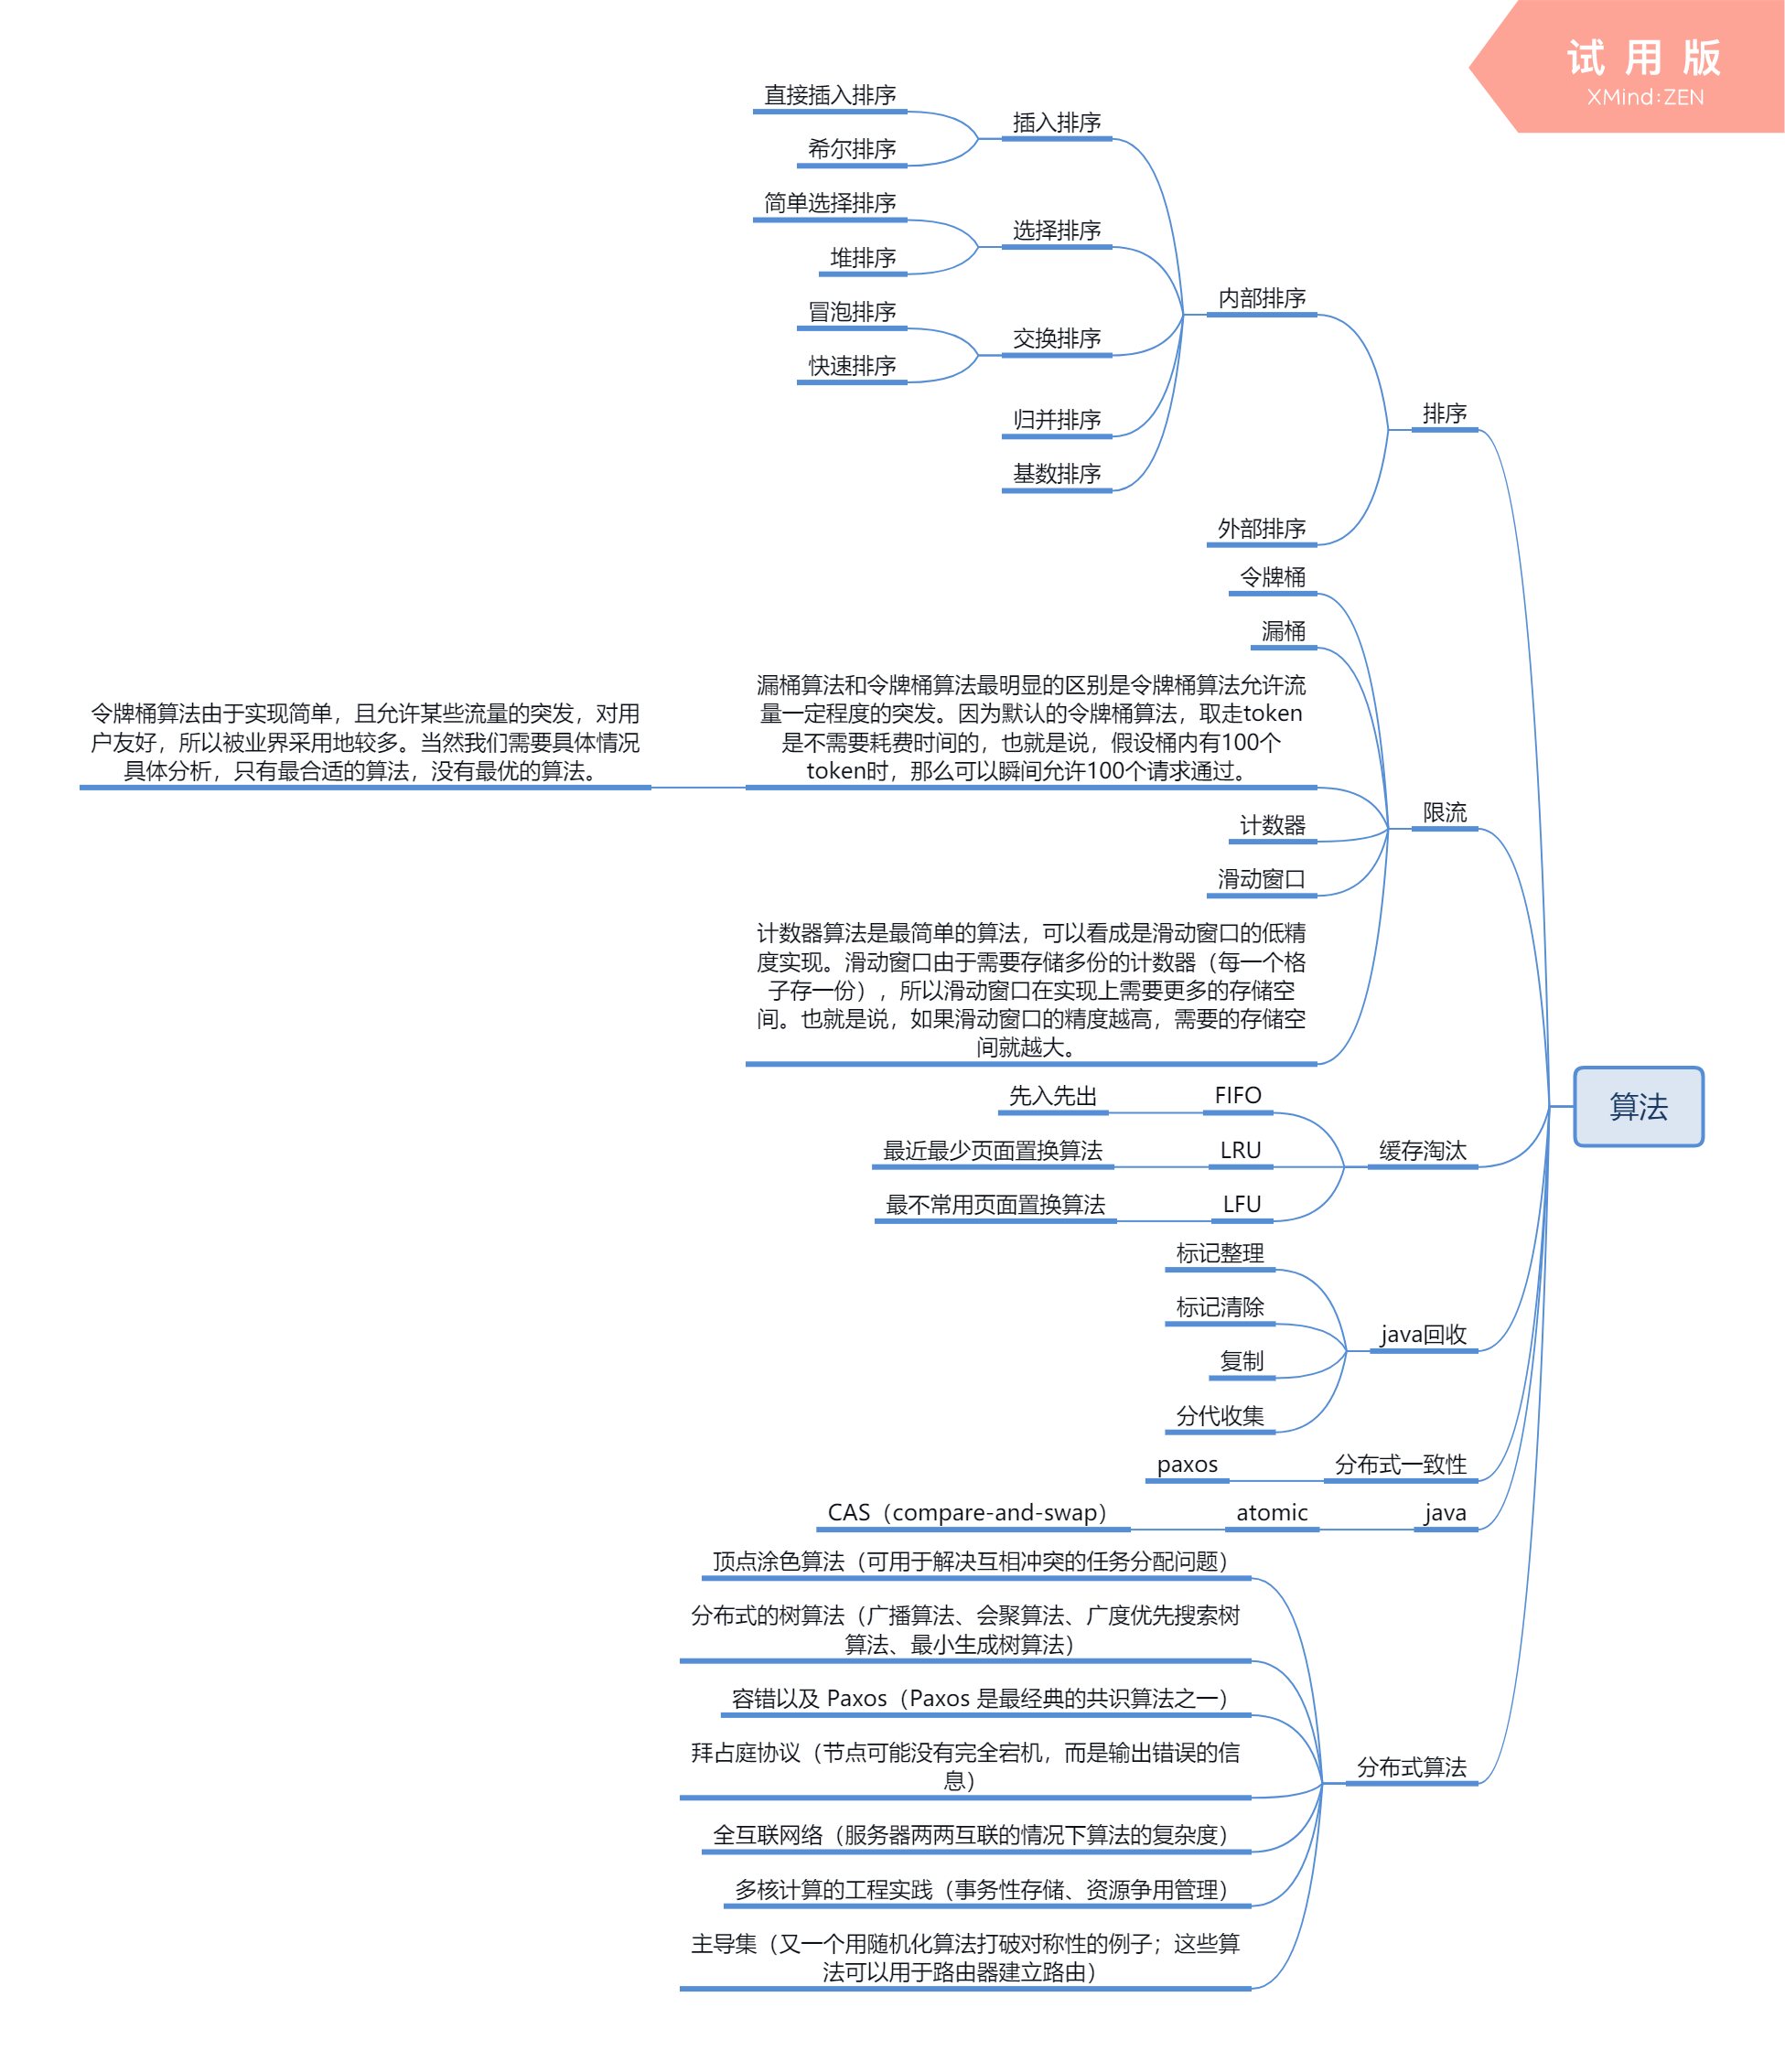 试用版
XMind:ZEN
直接插入排序
插入排序
希尔排序
简单选择排序
选择排序
堆排序
内部排序
冒泡排序
交换排序
快速排序
排序
归并排序
基数排序
外部排序
令牌桶
漏桶
漏桶算法和令牌桶算法最明显的区别是令牌桶算法允许流
量一定程度的突发。因为默认的令牌桶算法，取走token
是不需要耗费时间的，也就是说，假设桶内有100个
token时，那么可以瞬间允许100个请求通过。
令牌桶算法由于实现简单，且允许某些流量的突发，对用
户友好，所以被业界采用地较多。当然我们需要具体情况
具体分析，只有最合适的算法，没有最优的算法。
限流
计数器
滑动窗口
计数器算法是最简单的算法，可以看成是滑动窗口的低精
度实现。滑动窗口由于需要存储多份的计数器（每一个格
子存一份），所以滑动窗口在实现上需要更多的存储空
间。也就是说，如果滑动窗口的精度越高，需要的存储空
间就越大。
算法
先入先出
FIFO
最近最少页面置换算法
LRU
缓存淘汰
最不常用页面置换算法
LFU
标记整理
标记清除
java回收
复制
分代收集
paxos
分布式一致性
CAS（compare-and-swap）
atomic
java
顶点涂色算法（可用于解决互相冲突的任务分配问题）
分布式的树算法（广播算法、会聚算法、广度优先搜索树
算法、最小生成树算法）
容错以及 Paxos（Paxos 是最经典的共识算法之一）
拜占庭协议（节点可能没有完全宕机，而是输出错误的信
息）
分布式算法
全互联网络（服务器两两互联的情况下算法的复杂度）
多核计算的工程实践（事务性存储、资源争用管理）
主导集（又一个用随机化算法打破对称性的例子；这些算
法可以用于路由器建立路由）